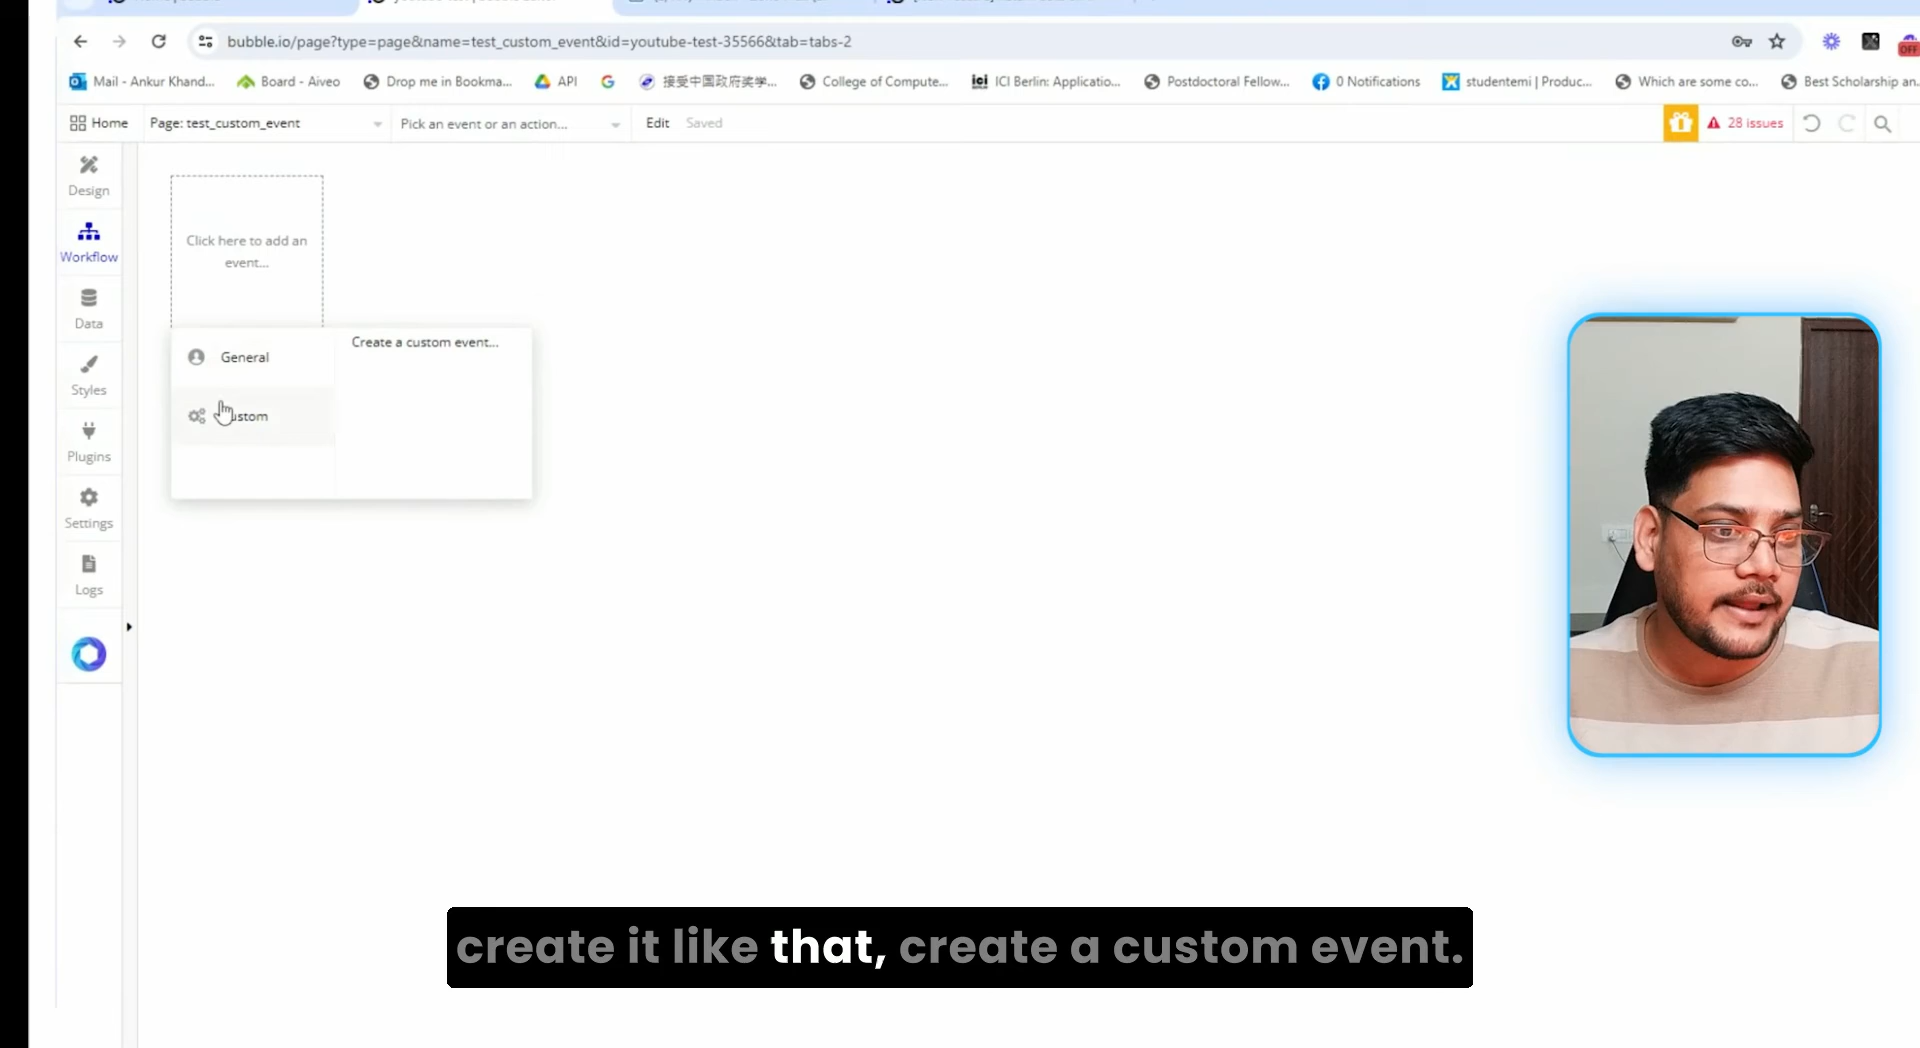 bubble.io/page?type=page&name=test_custom_event&id=youtube-test-35566&tab=tabs-2
OFF
Mail - Ankur Khand... Board - Aiveo Drop me in Bookma... API 接受中国政府奖学... College of Compute... ici ICI Berlin: Applicatio... Postdoctoral Fellow... 0 Notifications studentemi | Produc... Which are some co... Best Scholarship an.
Home Page: test_custom_event Pick an event or an action... Edit Saved 28 issues
Design
Workflow
Data
Styles
Plugins
Settings
Logs
Click here to add an
event...
General
ustom
Create a custom event...
create it like that, create a custom event.